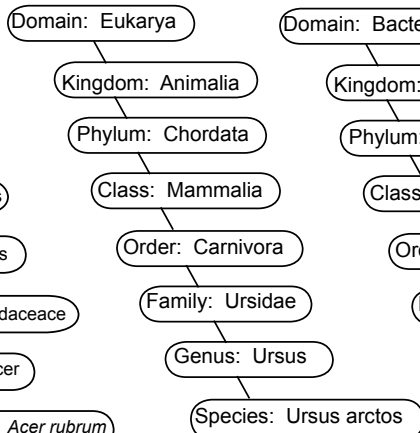 Domain: Eukarya
Kingdom: Animalia
Phylum: Chordata
Class: Mammalia
Order: Carnivora
Family: Ursidae
Genus: Ursus
Species: Ursus arctos
Domain: Bacte
Kingdom:
Phylum:
Class
Or
s
daceace
cer
Acer rubrum